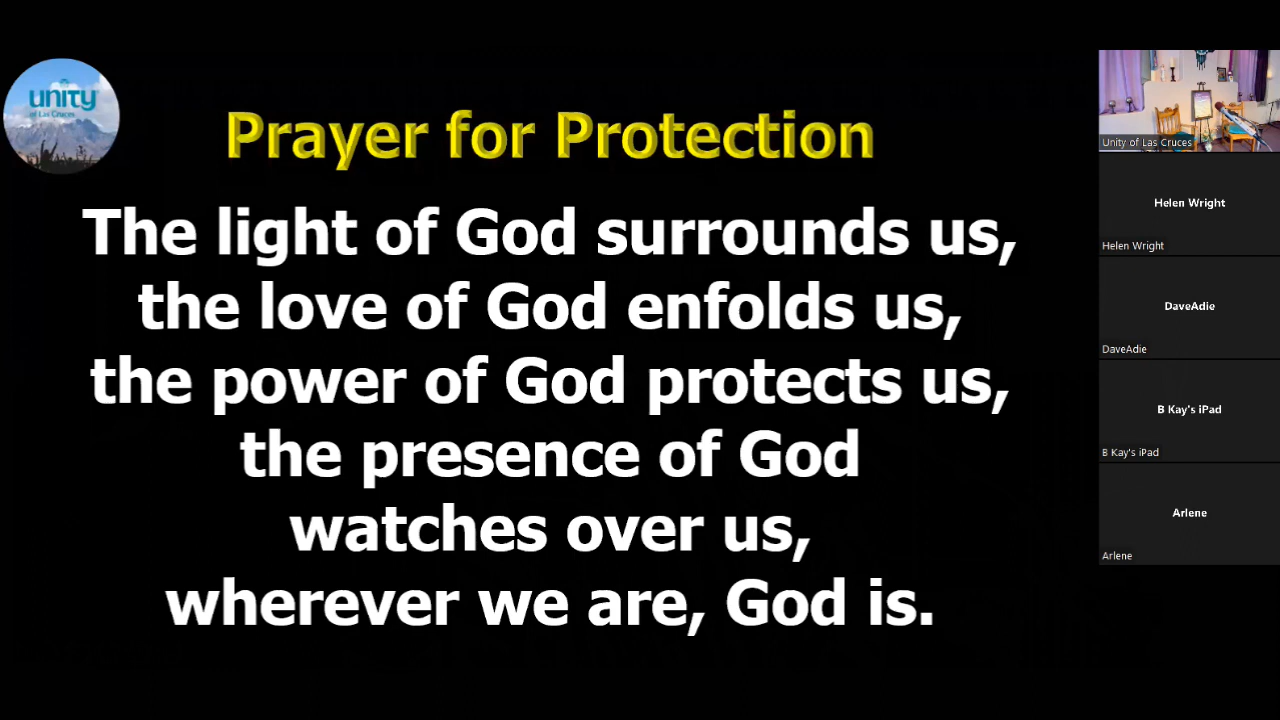 unity
of Las Cruces
Prayer for Protection
The light of God surrounds us,
the love of God enfolds us,
the power of God protects us,
the presence of God
watches over us,
wherever we are, God is.
Unity of Las Cruces
Helen Wright
Helen Wright
DaveAdie
DaveAdie
B Kay's iPad
B Kay's iPad
Arlene
Arlene